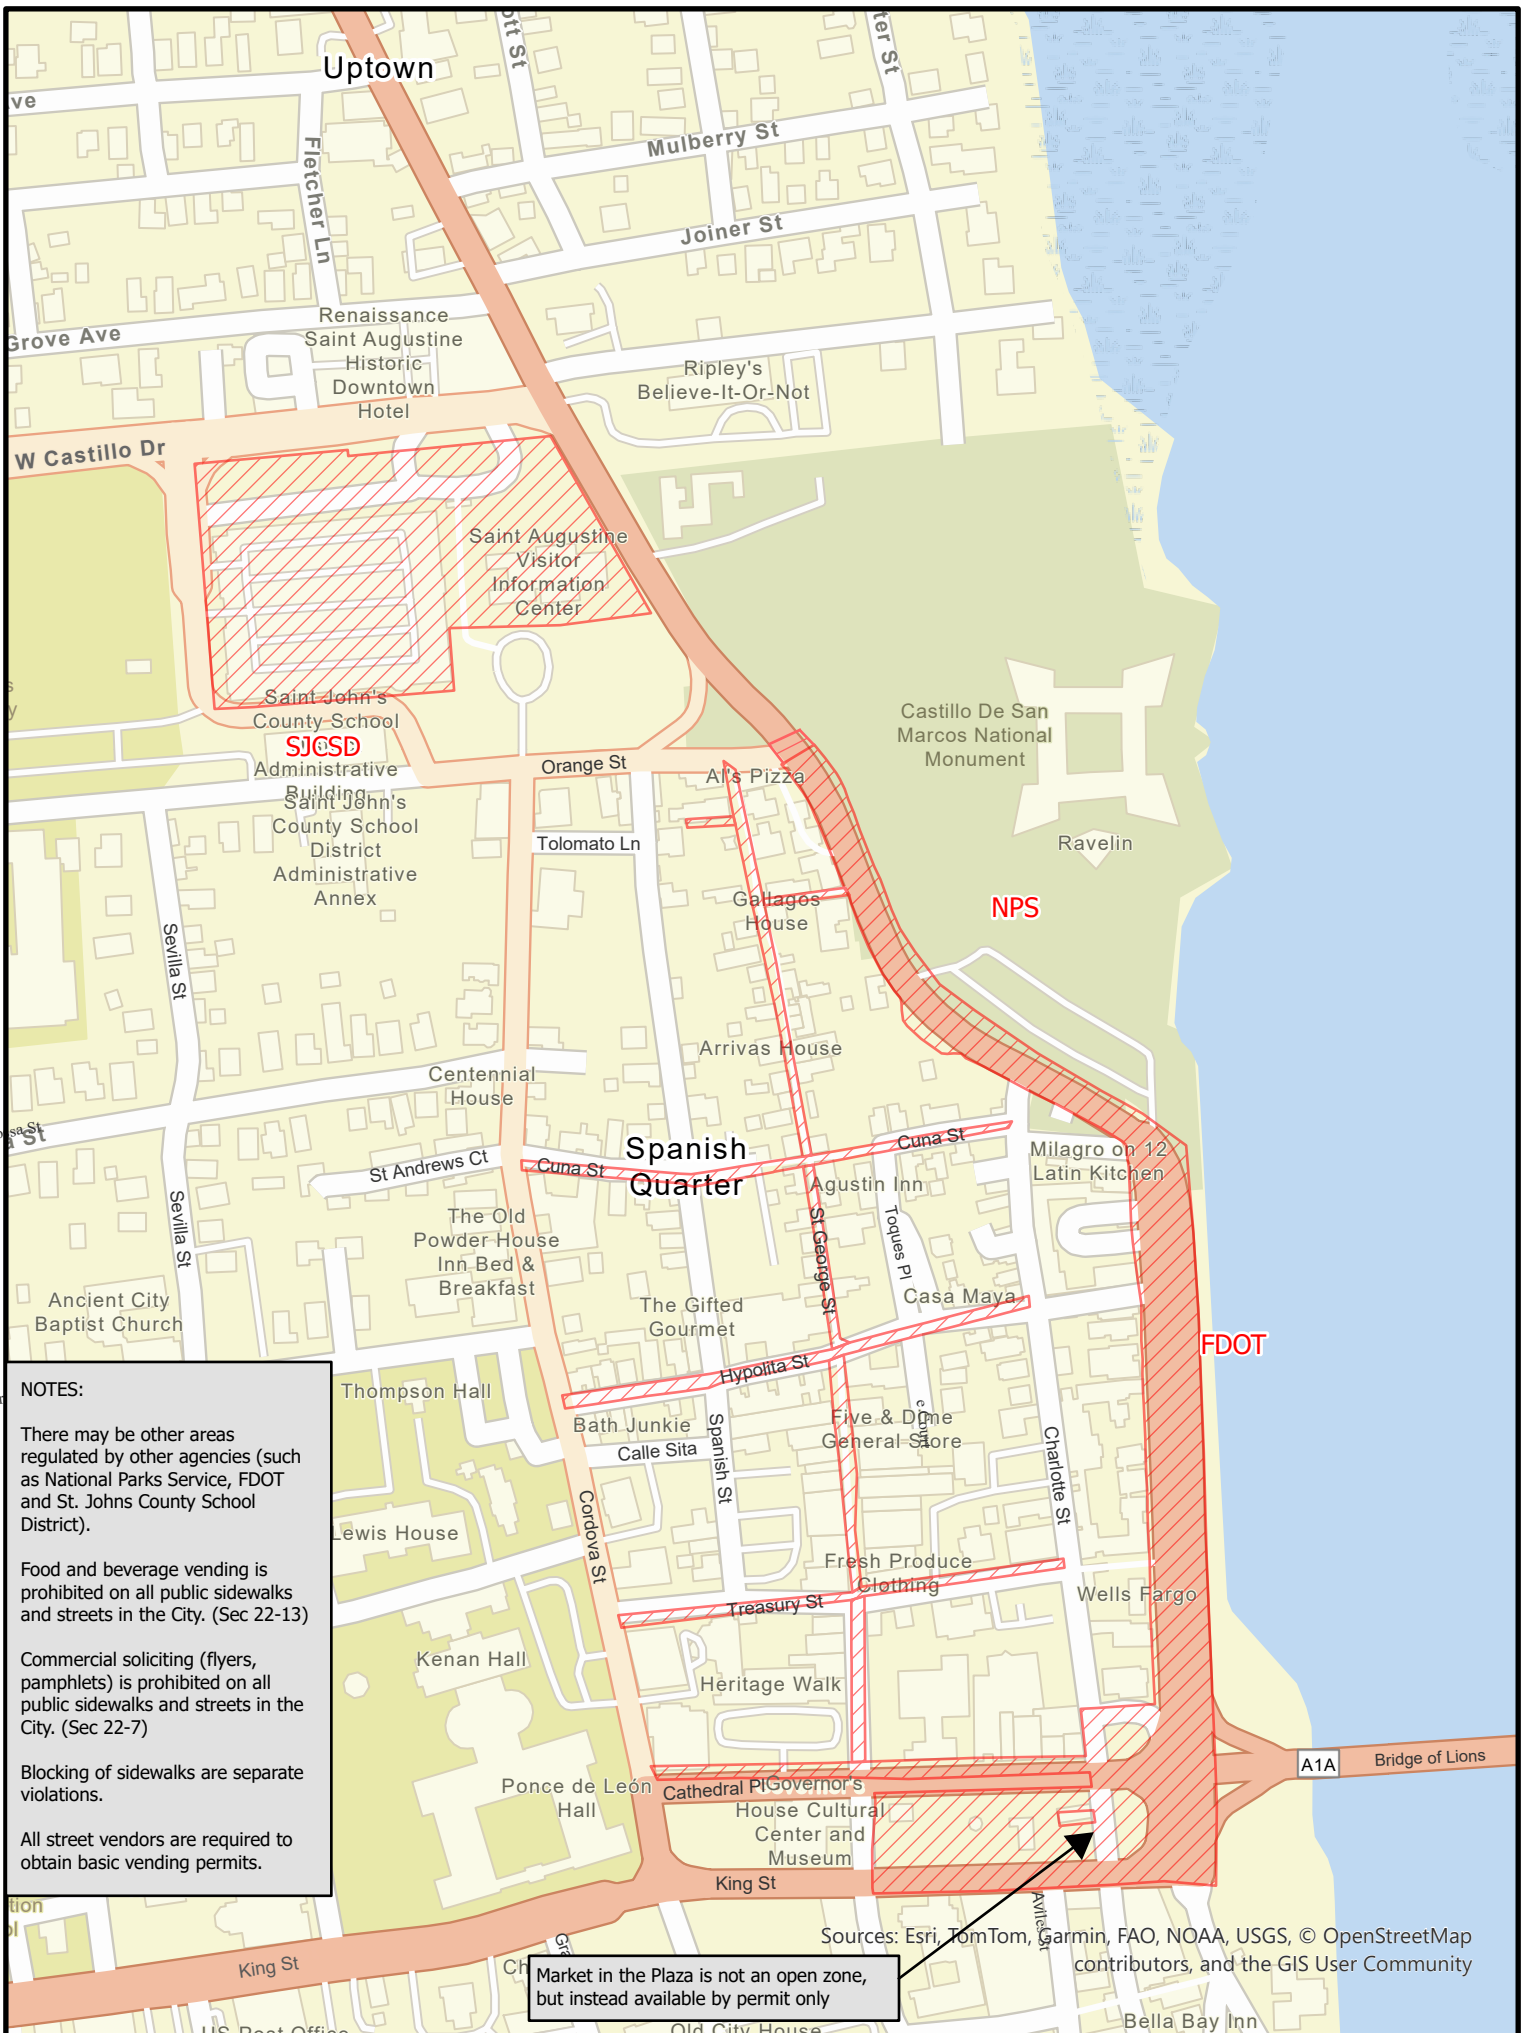 Uptown
ott St
ter St
ve
Fletcher Ln
Mulberry St
Joiner St
Grove Ave
Renaissance
Saint Augustine
Historic
Downtown
Hotel
Ripley's
Believe-It-Or-Not
W Castillo Dr
Saint Augustine
Visitor
Information
Center
Saint John's
County School
SJCSD
Administrative
Building
Saint John's
County School
District
Administrative
Annex
Orange St
Al's Pizza
Castillo De San
Marcos National
Monument
Ravelin
Tolomato Ln
Gallagos
House
NPS
Sevilla St
Arrivas House
Centennial
House
St Andrews Ct
Cuna St
Spanish
Quarter
Cuna St
Milagro on 12
Latin Kitchen
Agustin Inn
Sevilla St
The Old
Powder House
Inn Bed &
Breakfast
St George St
Toques Pl
Ancient City
Baptist Church
The Gifted
Gourmet
Casa Maya
FDOT
Hypolita St
Thompson Hall
Bath Junkie
Five & Dime
General Store
e Court
Calle Sita
Spanish St
Charlotte St
Cordova St
Lewis House
Fresh Produce
Clothing
Treasury St
Wells Fargo
Kenan Hall
Heritage Walk
Ponce de León
Hall
Cathedral Pl
Governor's
House Cultural
Center and
Museum
A1A
Bridge of Lions
King St
Aviles St
King St
NOTES:
There may be other areas
regulated by other agencies (such
as National Parks Service, FDOT
and St. Johns County School
District).
Food and beverage vending is
prohibited on all public sidewalks
and streets in the City. (Sec 22-13)
Commercial soliciting (flyers,
pamphlets) is prohibited on all
public sidewalks and streets in the
City. (Sec 22-7)
Blocking of sidewalks are separate
violations.
All street vendors are required to
obtain basic vending permits.
Sources: Esri, TomTom, Garmin, FAO, NOAA, USGS, © OpenStreetMap
contributors, and the GIS User Community
Market in the Plaza is not an open zone,
but instead available by permit only
US Post Office
Old City House
Bella Bay Inn